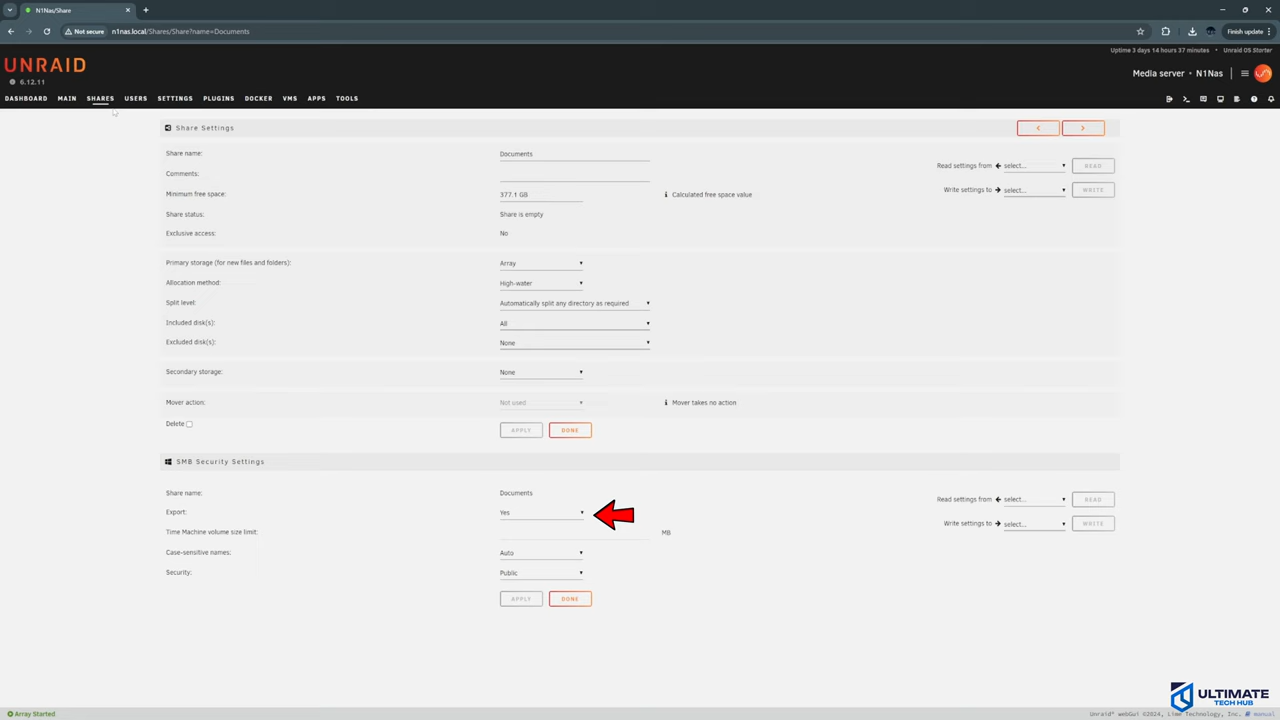 N1Nas/Share
Not secure
n1nas.local/Shares/Share?name=Documents
Finish update
Uptime 3 days 14 hours 37 minutes • Unraid OS Starter
UNRAID
6.12.11
Media server • N1Nas
DASHBOARD MAIN SHARES USERS SETTINGS PLUGINS DOCKER VMS APPS TOOLS
Share Settings
Share name: Documents
Read settings from select... READ
Comments:
Minimum free space: 377.1 GB Calculated free space value
Write settings to select... WRITE
Share status: Share is empty
Exclusive access: No
Primary storage (for new files and folders): Array
Allocation method: High-water
Split level: Automatically split any directory as required
Included disk(s): All
Excluded disk(s): None
Secondary storage: None
Mover action: Not used Mover takes no action
Delete
APPLY DONE
SMB Security Settings
Share name: Documents
Read settings from select... READ
Export: Yes
Write settings to select... WRITE
Time Machine volume size limit: MB
Case-sensitive names: Auto
Security: Public
APPLY DONE
ULTIMATE
TECH HUB
Array Started
Unraid® webGui ©2024, Lime Technology, Inc. manual